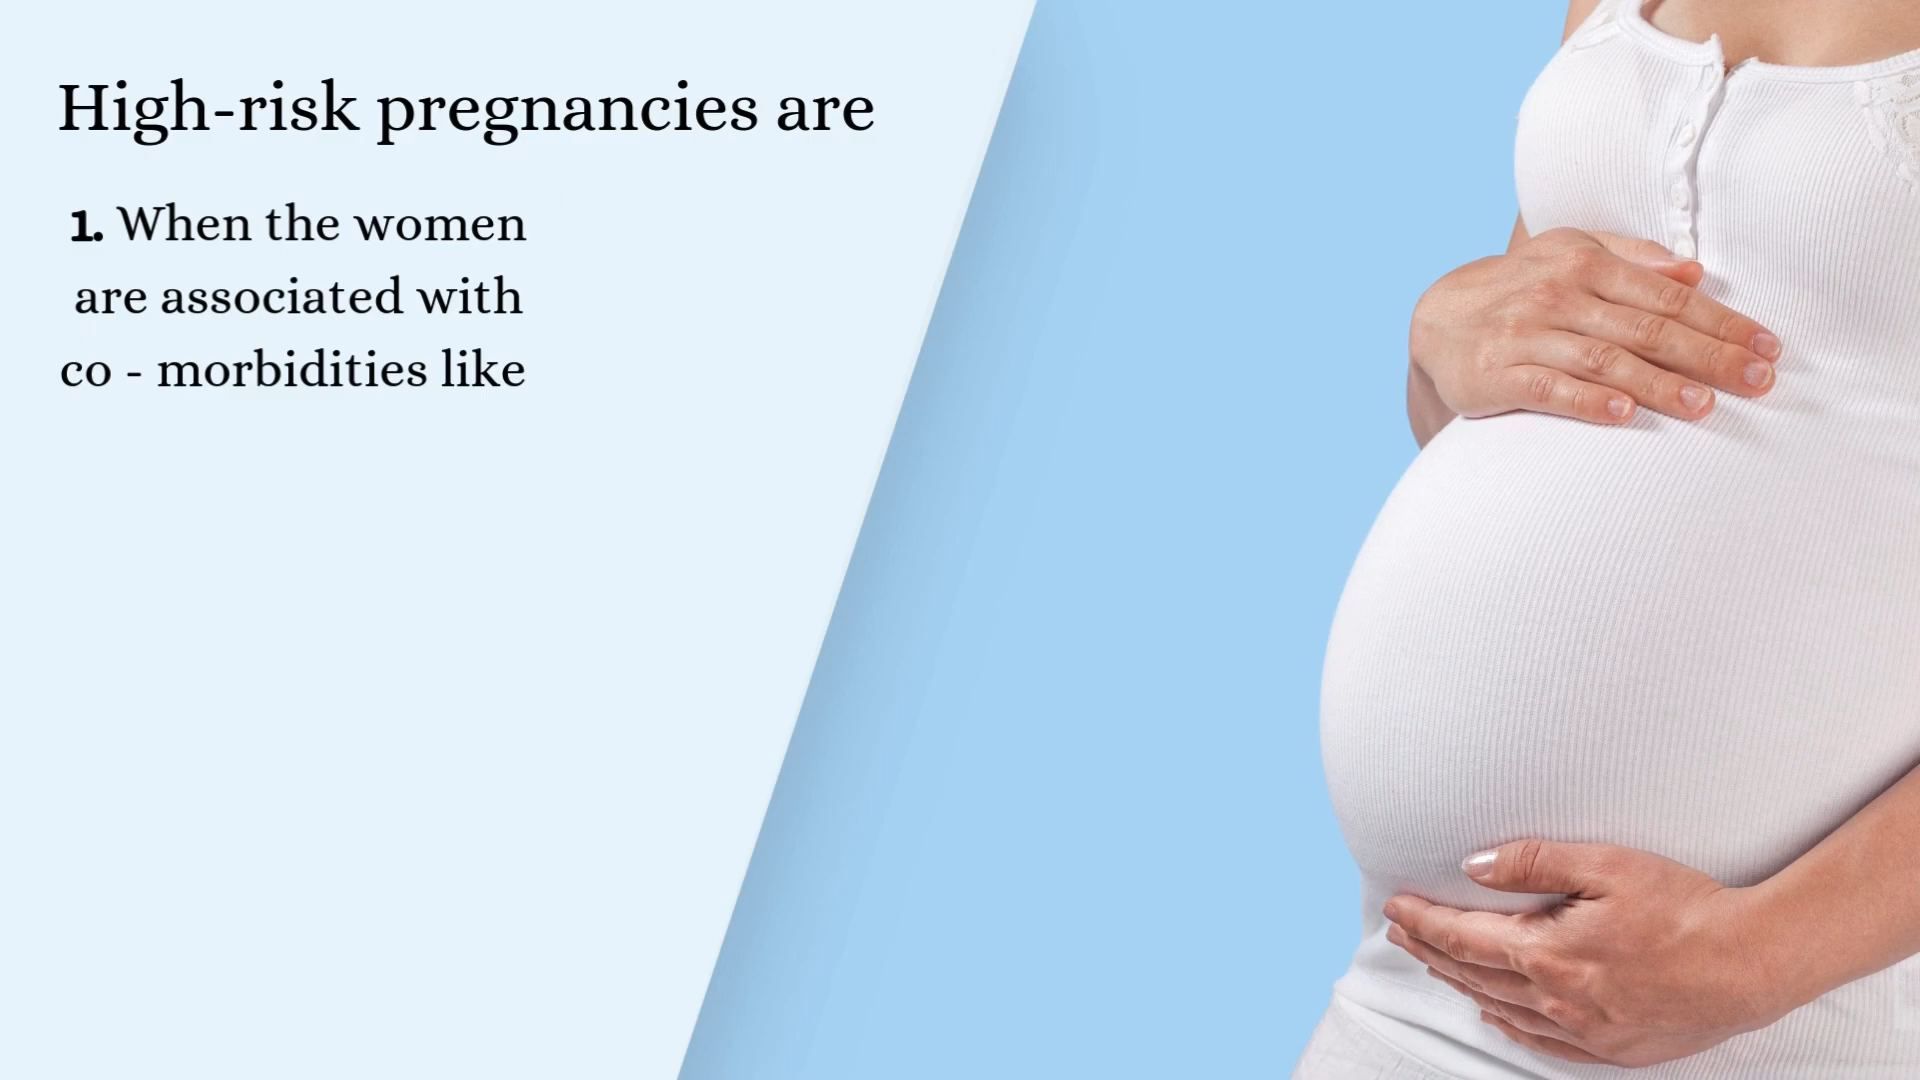 High-risk pregnancies are
1. When the women
are associated with
co - morbidities like